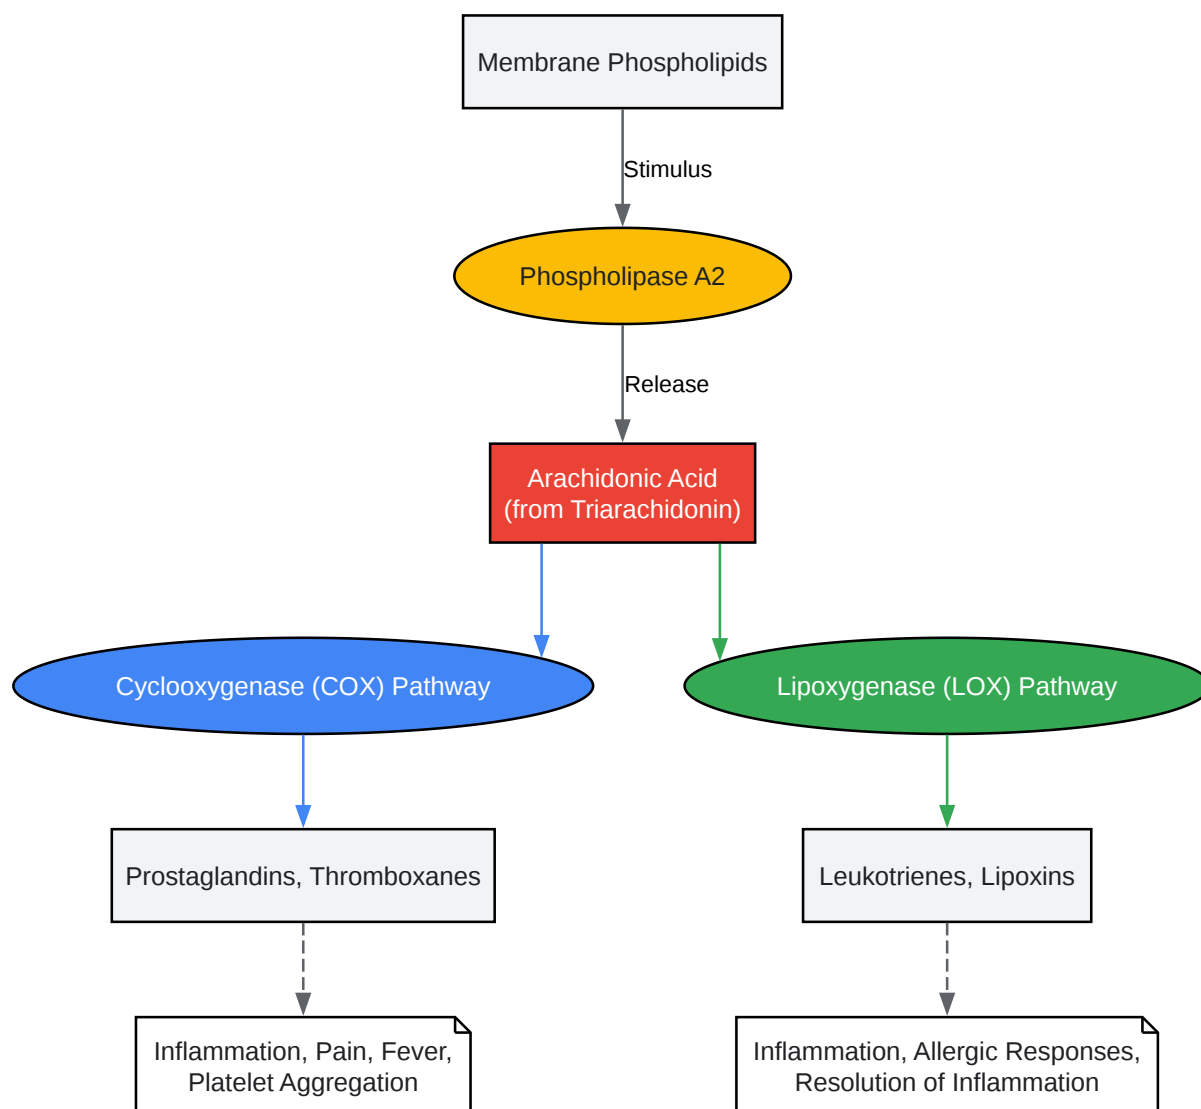 Membrane Phospholipids
Stimulus
Phospholipase A2
Release
Arachidonic Acid
(from Triarachidonin)
Cyclooxygenase (COX) Pathway
Lipoxygenase (LOX) Pathway
Prostaglandins, Thromboxanes
Leukotrienes, Lipoxins
Inflammation, Pain, Fever,
Platelet Aggregation
Inflammation, Allergic Responses,
Resolution of Inflammation